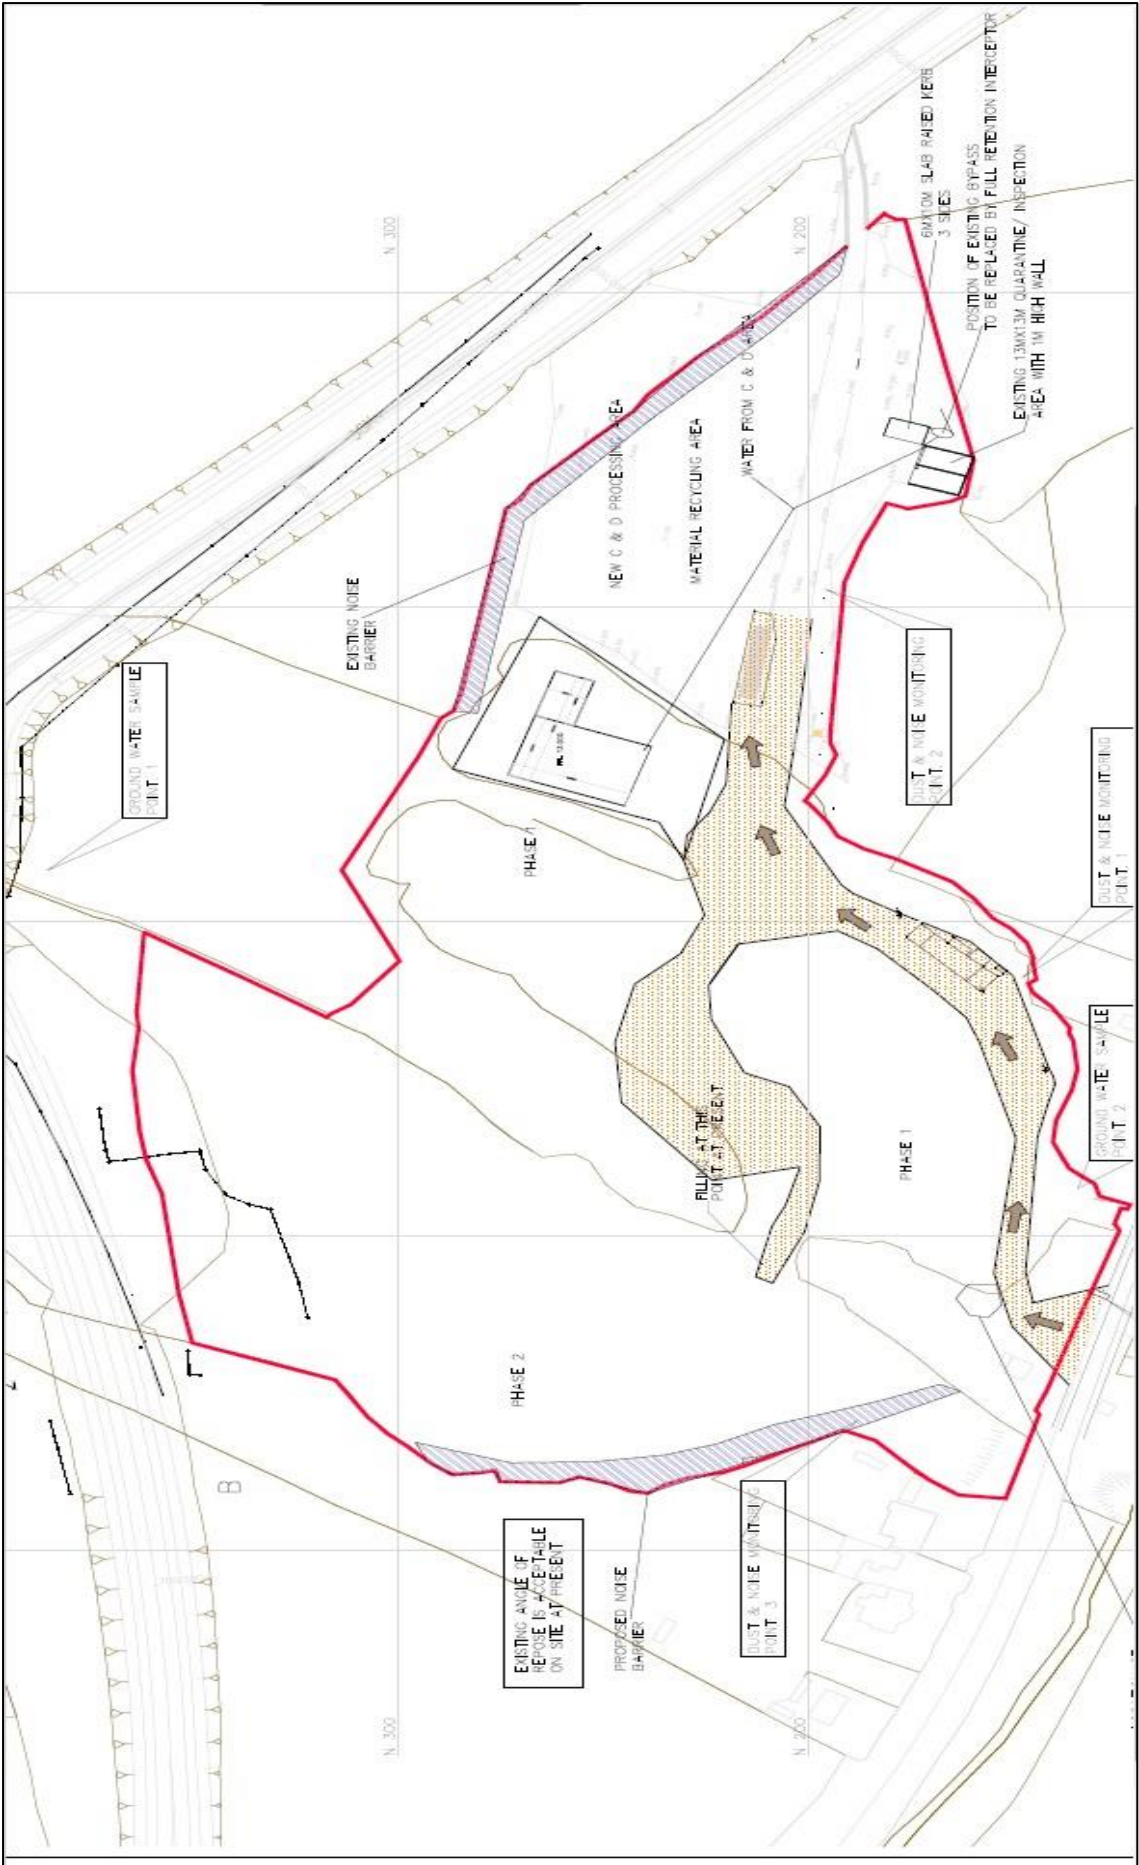 N 300
N 200
6MX10M SLAB RAISED KERB
3 SIDES
POSITION OF EXISTING BYPASS
TO BE REPLACED BY FULL RETENTION INTERCEPTOR
EXISTING 13MX13M QUARANTINE/ INSPECTION
AREA WITH 1M HIGH WALL
EXISTING NOISE
BARRIER
NEW C & D PROCESSING AREA
MATERIAL RECYCLING AREA
WATER FROM C & D AREA
GROUND WATER SAMPLE
POINT. 1
DUST & NOISE MONITORING
POINT. 2
DUST & NOISE MONITORING
POINT. 1
PHASE 1
GROUND WATER SAMPLE
POINT 2
FILLING AT THIS
POINT AT PRESENT
PHASE 1
PHASE 2
B
EXISTING ANGLE OF
REPOSE IS ACCEPTABLE
ON SITE AT PRESENT
PROPOSED NOISE
BARRIER
DUST & NOISE MONITORING
POINT 3
N 300
N 200